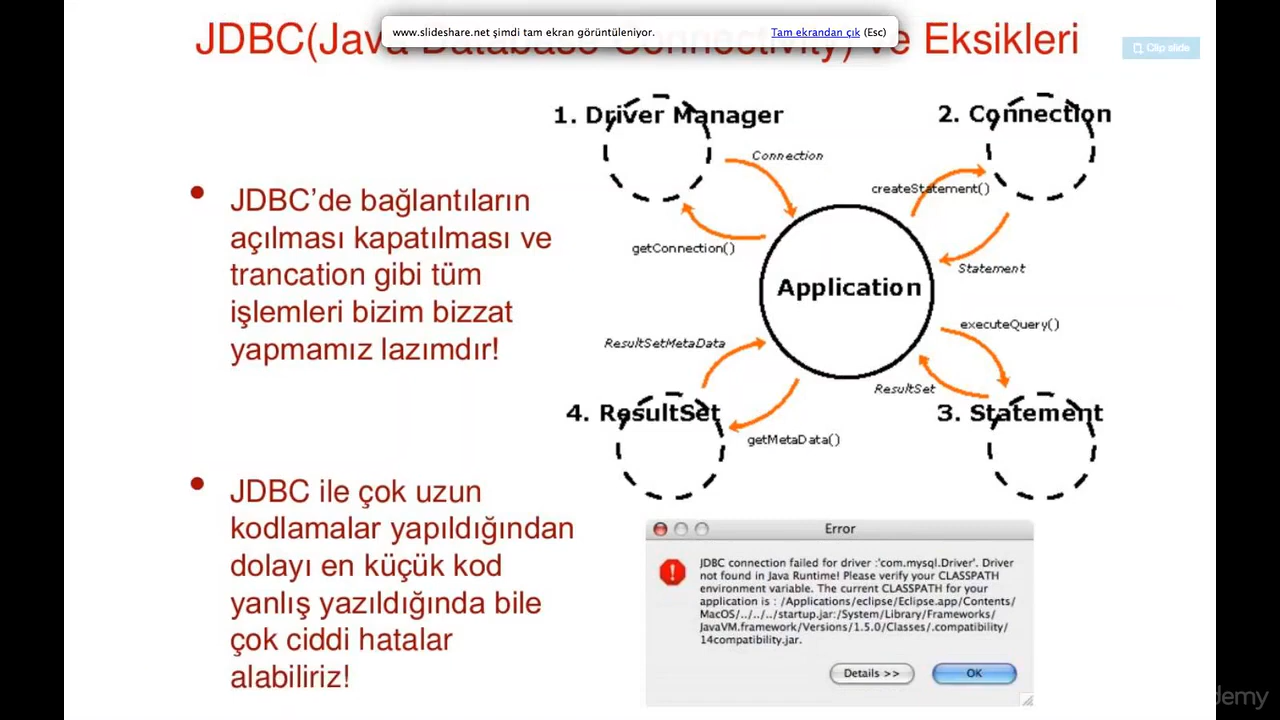 JDBC(Java Database Connectivity) ve Eksikleri
www.slideshare.net şimdi tam ekran görüntüleniyor. Tam ekrandan çık (Esc)
Clip slide
JDBC’de bağlantıların
açılması kapatılması ve
trancation gibi tüm
işlemleri bizim bizzat
yapmamız lazımdır!
JDBC ile çok uzun
kodlamalar yapıldığından
dolayı en küçük kod
yanlış yazıldığında bile
çok ciddi hatalar
alabiliriz!
1. Driver Manager
2. Connection
Connection
createStatement()
getConnection()
Statement
Application
executeQuery()
ResultSetMetaData
ResultSet
4. ResultSet
3. Statement
getMetaData()
Error
JDBC connection failed for driver :'com.mysql.Driver'. Driver
not found in Java Runtime! Please verify your CLASSPATH
environment variable. The current CLASSPATH for your
application is : /Applications/eclipse/Eclipse.app/Contents/
MacOS/../../../startup.jar:/System/Library/Frameworks/
JavaVM.framework/Versions/1.5.0/Classes/.compatibility/
14compatibility.jar.
Details >>
OK
demy